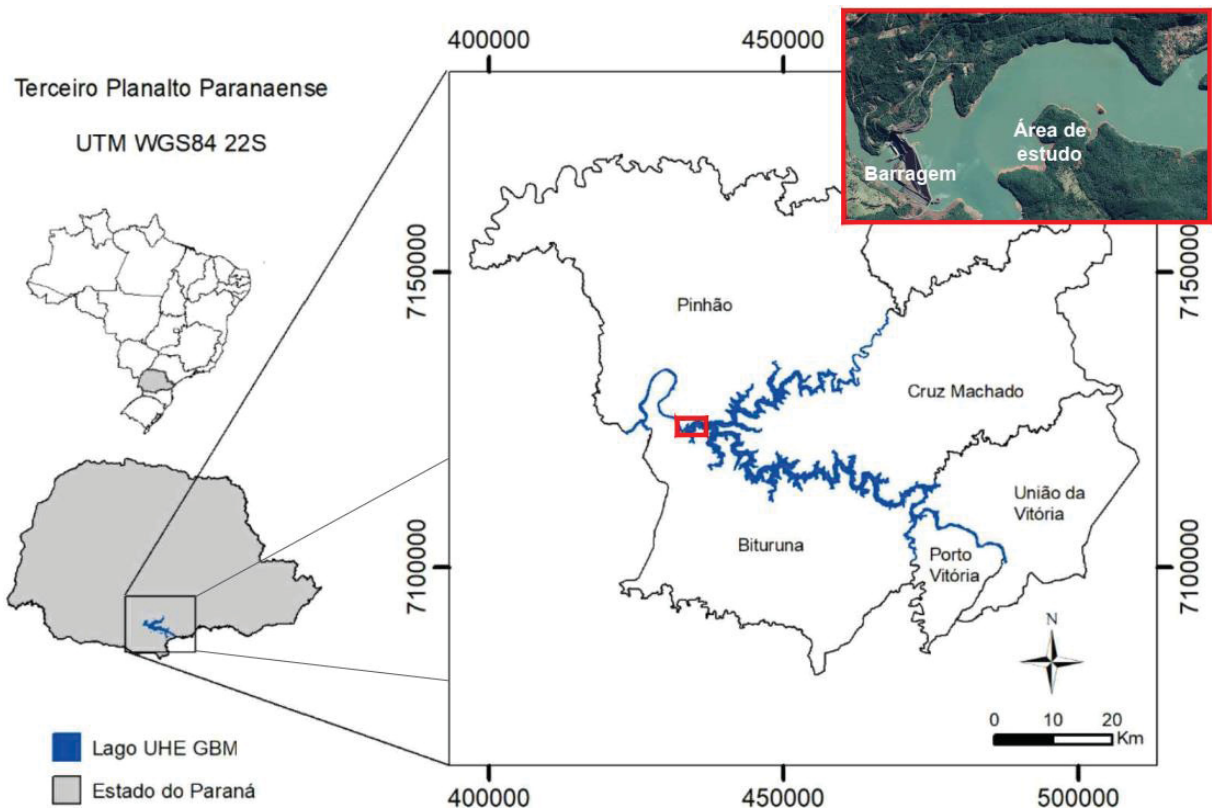 Terceiro Planalto Paranaense
UTM WGS84 22S
400000
450000
Área de
estudo
Barragem
7150000
7150000
Pinhão
Cruz Machado
União da
Vitória
Bituruna
Porto
Vitória
7100000
7100000
N
0 10 20
Km
Lago UHE GBM
Estado do Paraná
400000
450000
500000